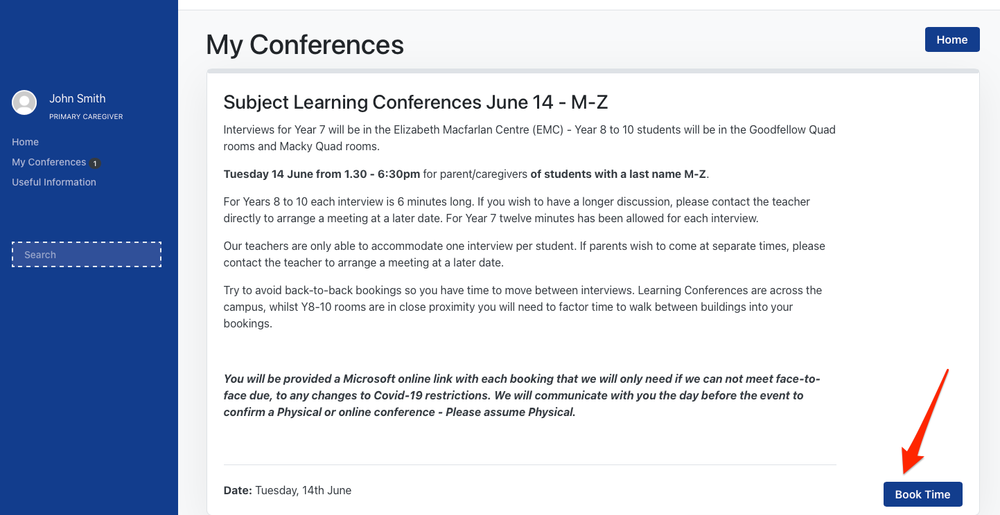 John Smith
PRIMARY CAREGIVER
Home
My Conferences 1
Useful Information
Search
My Conferences
Home
Subject Learning Conferences June 14 - M-Z
Interviews for Year 7 will be in the Elizabeth Macfarlan Centre (EMC) - Year 8 to 10 students will be in the Goodfellow Quad
rooms and Macky Quad rooms.
Tuesday 14 June from 1.30 - 6:30pm for parent/caregivers of students with a last name M-Z.
For Years 8 to 10 each interview is 6 minutes long. If you wish to have a longer discussion, please contact the teacher
directly to arrange a meeting at a later date. For Year 7 twelve minutes has been allowed for each interview.
Our teachers are only able to accommodate one interview per student. If parents wish to come at separate times, please
contact the teacher to arrange a meeting at a later date.
Try to avoid back-to-back bookings so you have time to move between interviews. Learning Conferences are across the
campus, whilst Y8-10 rooms are in close proximity you will need to factor time to walk between buildings into your
bookings.
You will be provided a Microsoft online link with each booking that we will only need if we can not meet face-to-
face due, to any changes to Covid-19 restrictions. We will communicate with you the day before the event to
confirm a Physical or online conference - Please assume Physical.
Date: Tuesday, 14th June
Book Time